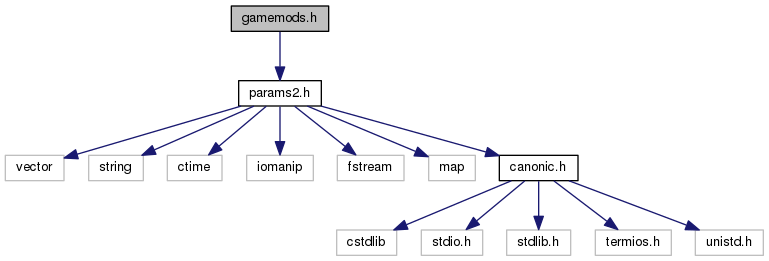 gamemods.h
params2.h
vector
string
ctime
iomanip
fstream
map
canonic.h
cstdlib
stdio.h
stdlib.h
termios.h
unistd.h